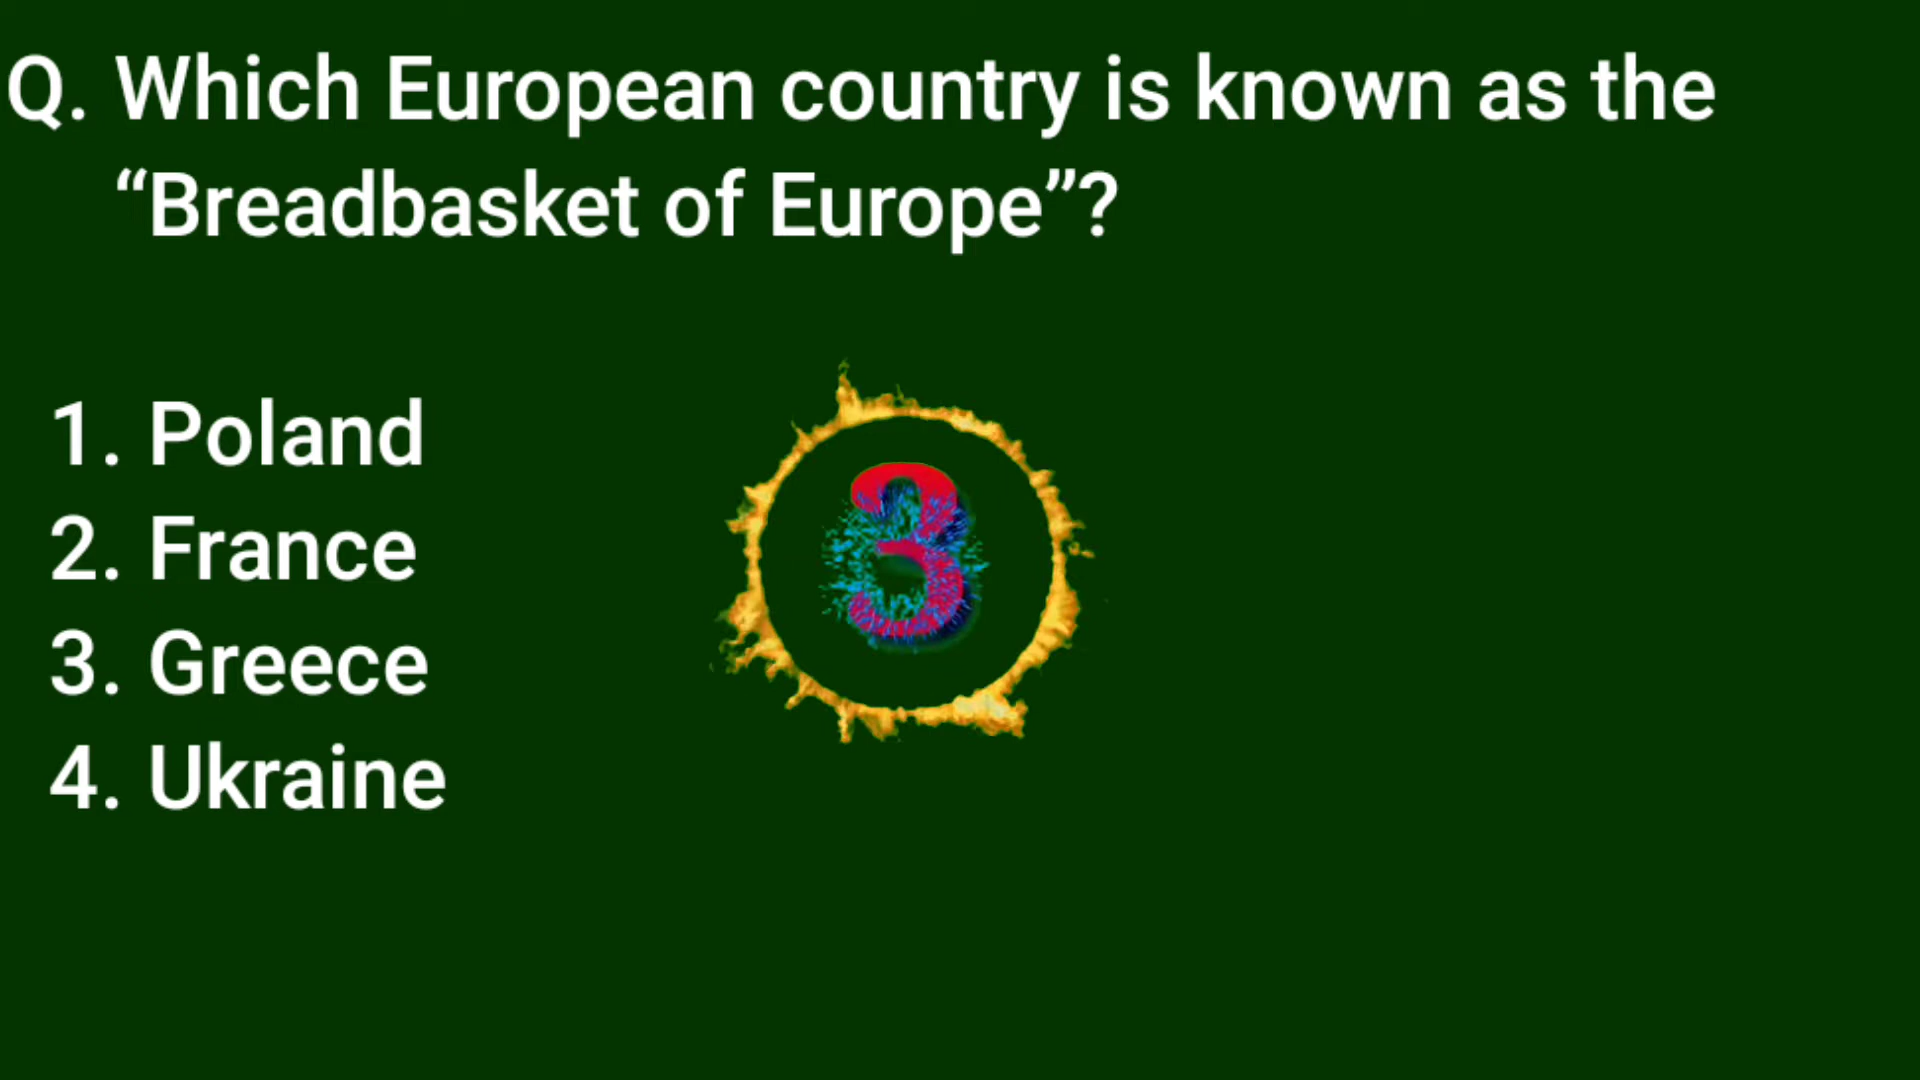 Q. Which European country is known as the
“Breadbasket of Europe”?
1. Poland
2. France
3. Greece
4. Ukraine
3